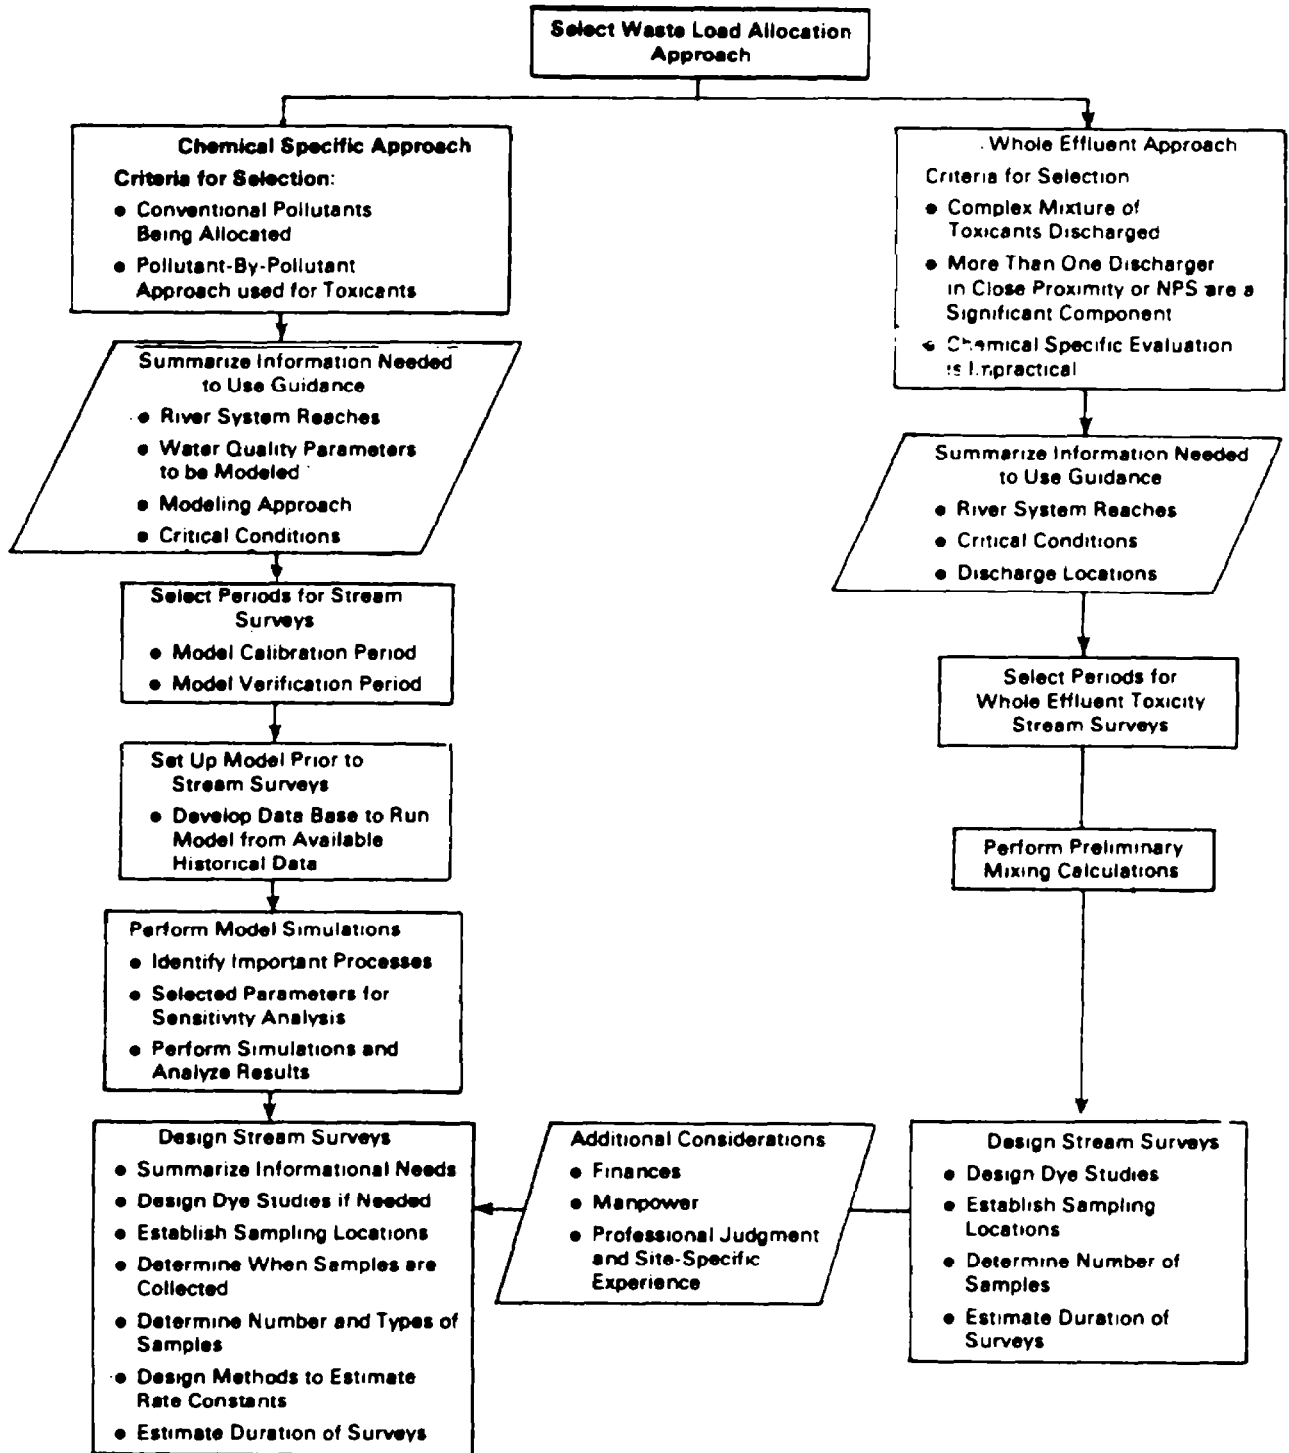 Select Waste Load Allocation
Approach
Chemical Specific Approach
Criteria for Selection:
● Conventional Pollutants
Being Allocated
● Pollutant-By-Pollutant
Approach used for Toxicants
Summarize Information Needed
to Use Guidance
● River System Reaches
● Water Quality Parameters
to be Modeled
● Modeling Approach
● Critical Conditions
Select Periods for Stream
Surveys
● Model Calibration Period
● Model Verification Period
Set Up Model Prior to
Stream Surveys
● Develop Data Base to Run
Model from Available
Historical Data
Perform Model Simulations
● Identify Important Processes
● Selected Parameters for
Sensitivity Analysis
● Perform Simulations and
Analyze Results
Design Stream Surveys
● Summarize Informational Needs
● Design Dye Studies if Needed
● Establish Sampling Locations
● Determine When Samples are
Collected
● Determine Number and Types of
Samples
● Design Methods to Estimate
Rate Constants
● Estimate Duration of Surveys
Additional Considerations
● Finances
● Manpower
● Professional Judgment
and Site-Specific
Experience
Whole Effluent Approach
Criteria for Selection
● Complex Mixture of
Toxicants Discharged
● More Than One Discharger
in Close Proximity or NPS are a
Significant Component
● Chemical Specific Evaluation
is Impractical
Summarize Information Needed
to Use Guidance
● River System Reaches
● Critical Conditions
● Discharge Locations
Select Periods for
Whole Effluent Toxicity
Stream Surveys
Perform Preliminary
Mixing Calculations
Design Stream Surveys
● Design Dye Studies
● Establish Sampling
Locations
● Determine Number of
Samples
● Estimate Duration of
Surveys